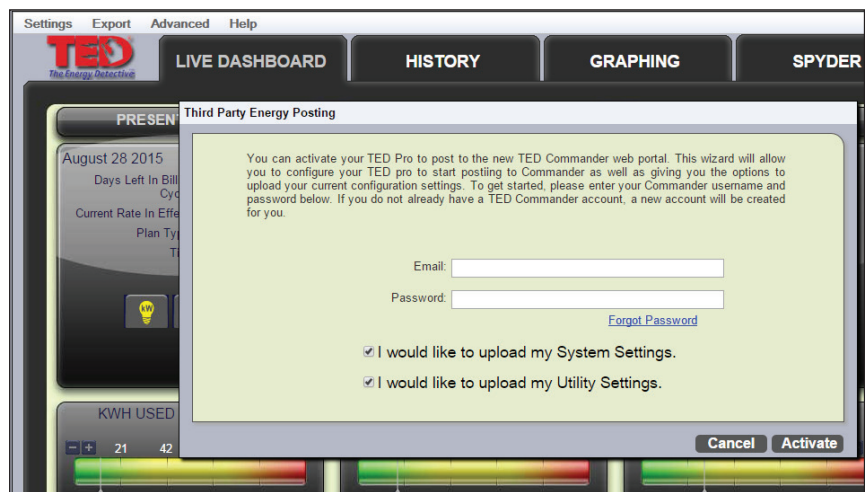 Settings Export Advanced Help
TED
The Energy Detective
LIVE DASHBOARD HISTORY GRAPHING SPYDER
PRESEN
Third Party Energy Posting
August 28 2015
Days Left In Bill
Cyc
Current Rate In Effe
Plan Typ
Ti
kW
You can activate your TED Pro to post to the new TED Commander web portal. This wizard will allow
you to configure your TED pro to start postiing to Commander as well as giving you the options to
upload your current configuration settings. To get started, please enter your Commander username and
password below. If you do not already have a TED Commander account, a new account will be created
for you.
Email:
Password:
Forgot Password
I would like to upload my System Settings.
I would like to upload my Utility Settings.
Cancel Activate
KWH USED
- + 21 42